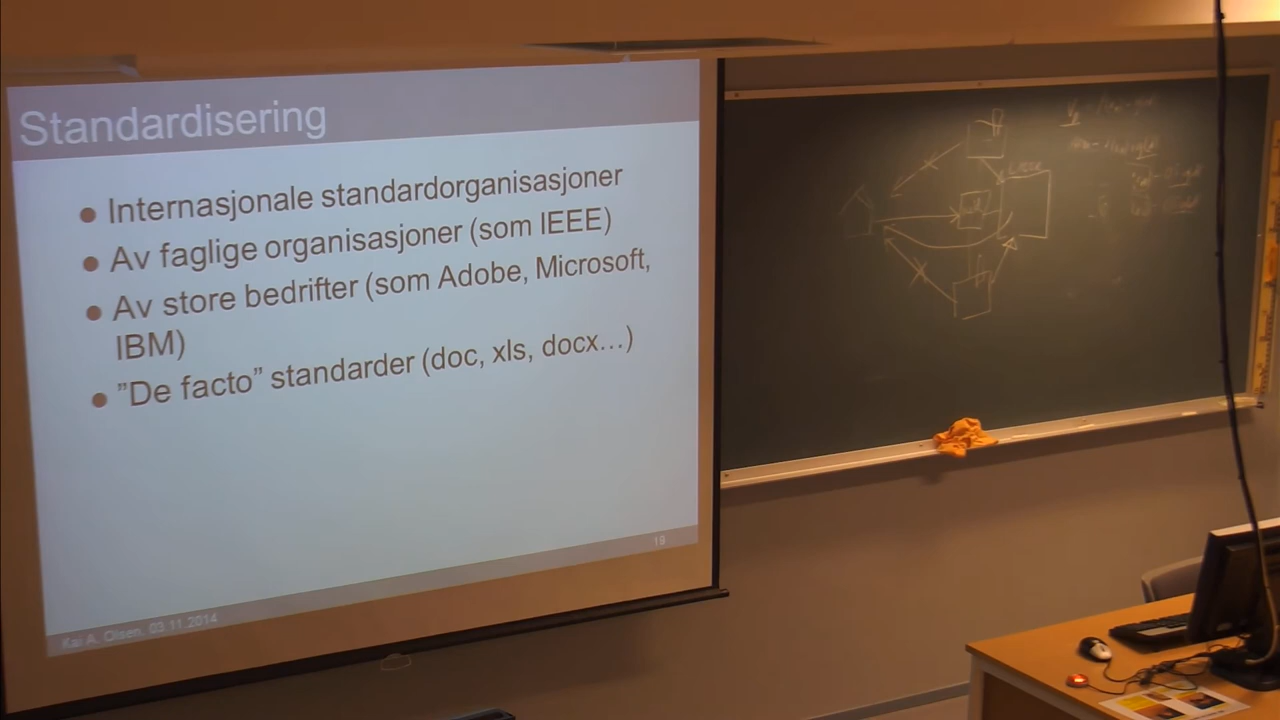 Standardisering
● Internasjonale standardorganisasjoner
● Av faglige organisasjoner (som IEEE)
● Av store bedrifter (som Adobe, Microsoft,
IBM)
● ”De facto” standarder (doc, xls, docx…)
19
Kai A. Olsen, 03.11.2014